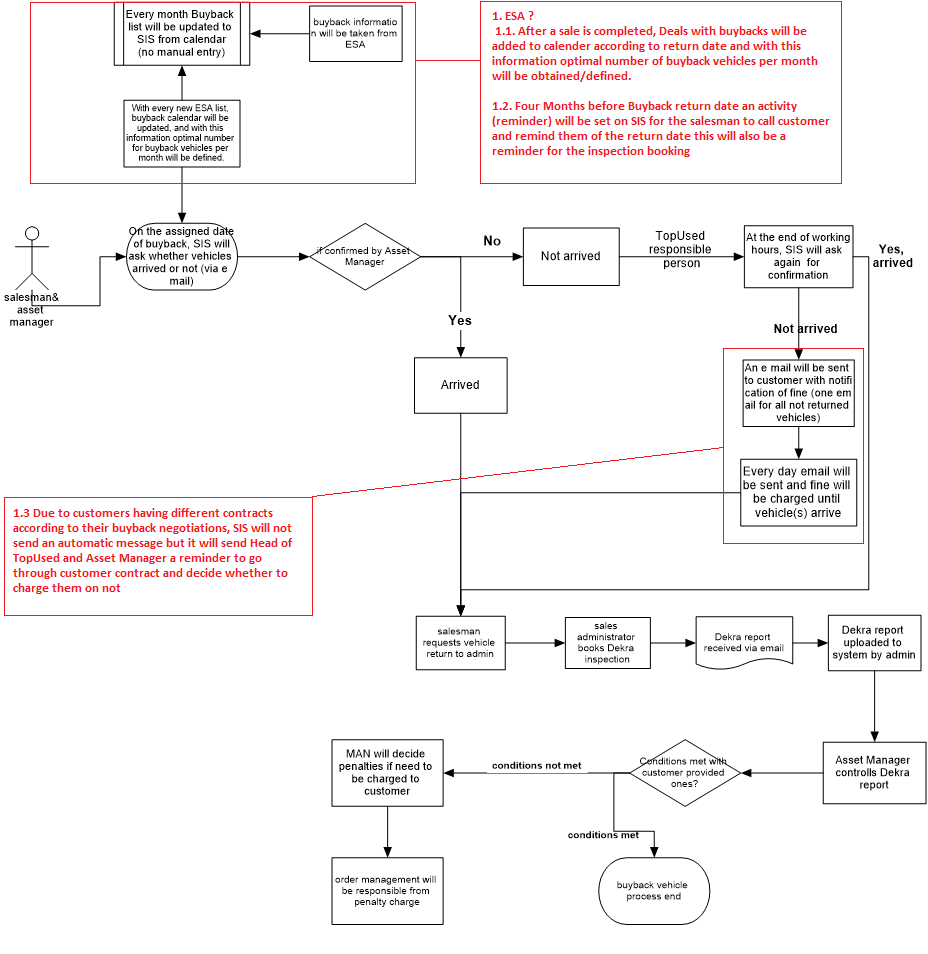 Every month Buyback
list will be updated to
SIS from calendar
(no manual entry)
buyback informatio
n will be taken from
ESA
1. ESA ?
1.1. After a sale is completed, Deals with buybacks will be
added to calender according to return date and with this
information optimal number of buyback vehicles per month
will be obtained/defined.
1.2. Four Months before Buyback return date an activity
(reminder) will be set on SIS for the salesman to call customer
and remind them of the return date this will also be a
reminder for the inspection booking
With every new ESA list,
buyback calendar will be
updated, and with this
information optimal number
for buyback vehicles per
month will be defined.
salesman&
asset
manager
On the assigned date
of buyback, SIS will
ask whether vehicles
arrived or not (via e
mail)
if confirmed by Asset
Manager
No
Not arrived
TopUsed
responsible
person
At the end of working
hours, SIS will ask
again for
confirmation
Yes,
arrived
Yes
Not arrived
Arrived
An e mail will be sent
to customer with notifi
cation of fine (one em
ail for all not returned
vehicles)
Every day email will
be sent and fine will
be charged until
vehicle(s) arrive
1.3 Due to customers having different contracts
according to their buyback negotiations, SIS will not
send an automatic message but it will send Head of
TopUsed and Asset Manager a reminder to go
through customer contract and decide whether to
charge them on not
salesman
requests vehicle
return to admin
sales
administrator
books Dekra
inspection
Dekra report
received via email
Dekra report
uploaded to
system by admin
Asset Manager
controlls Dekra
report
Conditions met with
customer provided
ones?
conditions not met
MAN will decide
penalties if need to
be charged to
customer
conditions met
order management will
be responsible from
penalty charge
buyback vehicle
process end